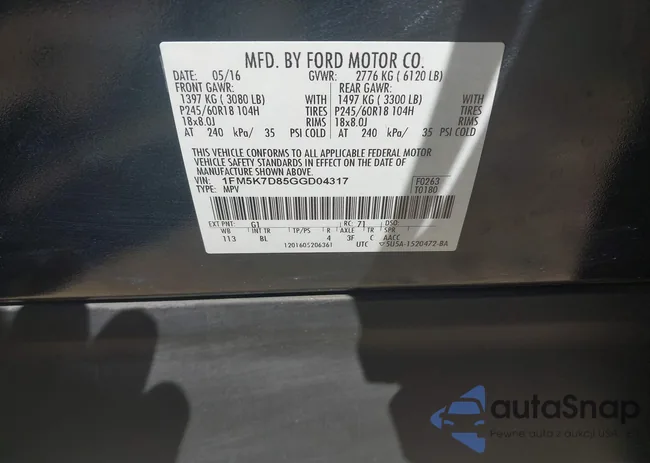 MFD. BY FORD MOTOR CO.
DATE: 05/16 GVWR: 2776 KG ( 6120 LB)
FRONT GAWR: REAR GAWR:
1397 KG ( 3080 LB) WITH 1497 KG ( 3300 LB) WITH
P245/60R18 104H TIRES P245/60R18 104H TIRES
18x8.0J RIMS 18x8.0J RIMS
AT 240 kPa/ 35 PSI COLD AT 240 kPa/ 35 PSI COLD
THIS VEHICLE CONFORMS TO ALL APPLICABLE FEDERAL MOTOR
VEHICLE SAFETY STANDARDS IN EFFECT ON THE DATE OF
MANUFACTURE SHOWN ABOVE.
VIN: 1FM5K7D85GGD04317 F0263
TYPE: MPV T0180
EXT PNT: G1 RC: 71 DSO:
WB INT TR TP/PS R AXLE TR SPR
113 BL 4 3F C AACC
1201605206361 UTC 5U5A-1520472-BA
autoSnap
Pewne auta z aukcji USA